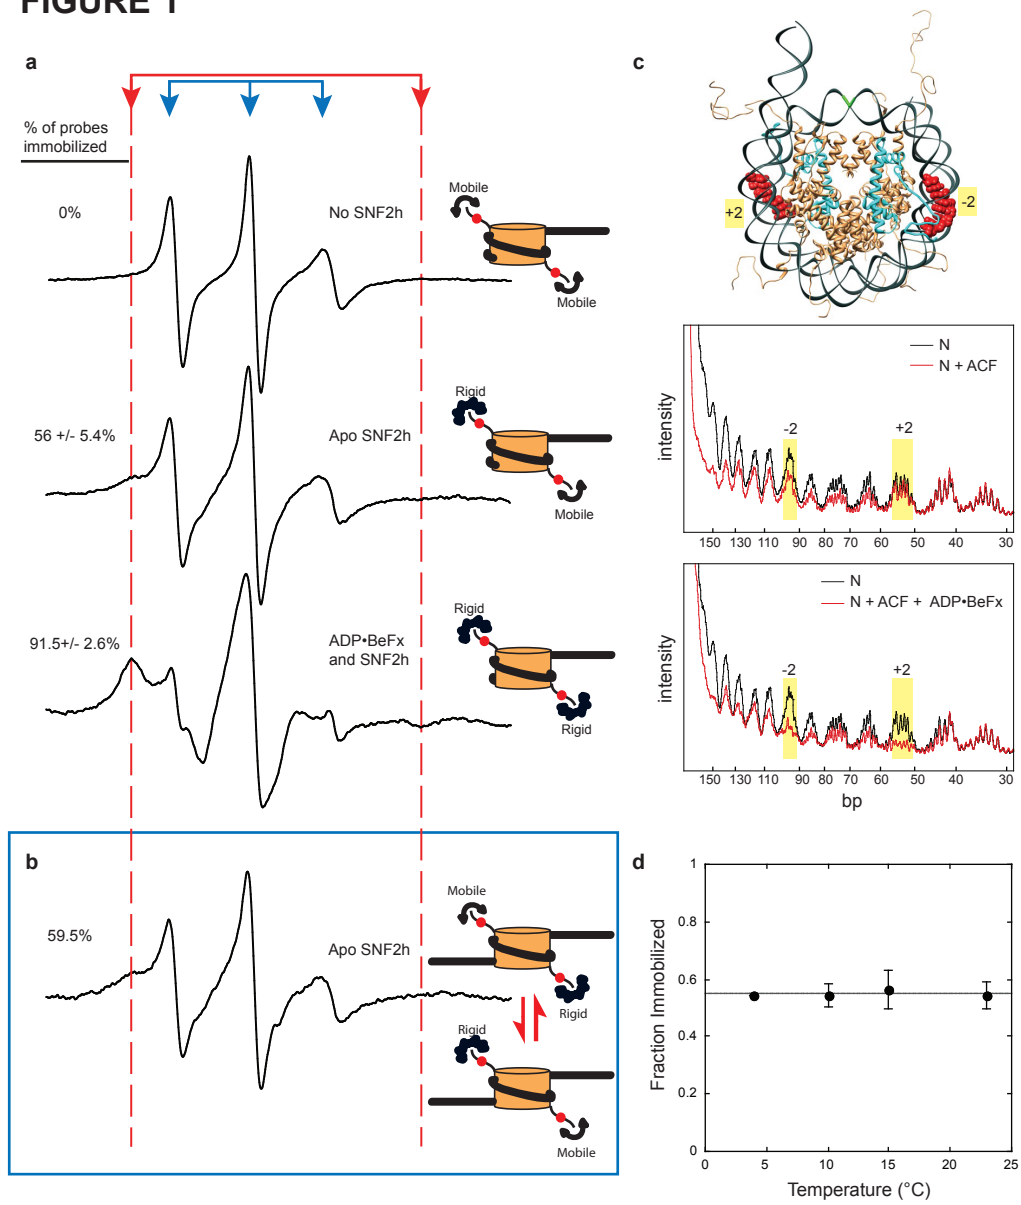 FIGURE 1
a
% of probes
immobilized
0%
No SNF2h
Mobile
Mobile
56 +/- 5.4%
Apo SNF2h
Rigid
Mobile
91.5+/- 2.6%
ADP•BeFx
and SNF2h
Rigid
Rigid
b
59.5%
Apo SNF2h
Mobile
Rigid
Rigid
Mobile
c
+2
-2
N
N + ACF
-2
+2
intensity
150 130 110 90 80 70 60 50 40 30
N
N + ACF + ADP•BeFx
-2
+2
intensity
150 130 110 90 80 70 60 50 40 30
bp
d
1
0.8
0.6
0.4
0.2
0
Fraction Immobilized
0 5 10 15 20 25
Temperature (°C)